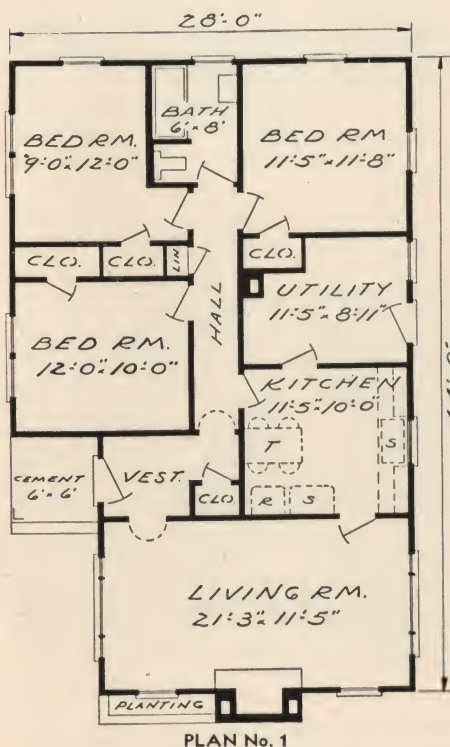 28'-0"
BATH
6'x8'
BED RM.
9'-0"x12'-0"
BED RM.
11'-5"x11'-8"
CLO.
CLO.
LIN
CLO.
HALL
UTILITY
11'-5"x8'-11"
BED RM.
12'-0"x10'-0"
KITCHEN
11'-5"x10'-0"
T
S
R
S
CEMENT
6'x6'
VEST.
CLO
LIVING RM.
21'-3"x11'-5"
PLANTING
PLAN No. 1